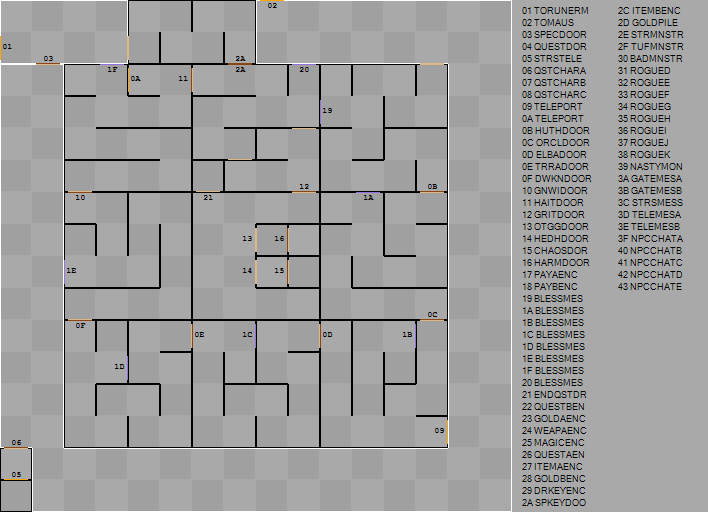 02
01
03
2A
1F
0A
11
2A
20
19
10
21
12
1A
0B
13
16
1E
14
15
0C
0F
0E
1C
0D
1B
1D
09
06
05
01 TORUNERM
02 TOMAUS
03 SPECDOOR
04 QUESTDOR
05 STRSTELE
06 QSTCHARA
07 QSTCHARB
08 QSTCHARC
09 TELEPORT
0A TELEPORT
0B HUTHDOOR
0C ORCLDOOR
0D ELBADOOR
0E TRRADOOR
0F DWKNDOOR
10 GNWIDOOR
11 HAITDOOR
12 GRITDOOR
13 OTGGDOOR
14 HEDHDOOR
15 CHAOSDOR
16 HARMDOOR
17 PAYAENC
18 PAYBENC
19 BLESSMES
1A BLESSMES
1B BLESSMES
1C BLESSMES
1D BLESSMES
1E BLESSMES
1F BLESSMES
20 BLESSMES
21 ENDQSTDR
22 QUESTBEN
23 GOLDAENC
24 WEAPAENC
25 MAGICENC
26 QUESTAEN
27 ITEMAENC
28 GOLDBENC
29 DRKEYENC
2A SPKEYDOO
2C ITEMBENC
2D GOLDPILE
2E STRMNSTR
2F TUFMNSTR
30 BADMNSTR
31 ROGUED
32 ROGUEE
33 ROGUEF
34 ROGUEG
35 ROGUEH
36 ROGUEI
37 ROGUEJ
38 ROGUEK
39 NASTYMON
3A GATEMESA
3B GATEMESB
3C STRSMESS
3D TELEMESA
3E TELEMESB
3F NPCCHATA
40 NPCCHATB
41 NPCCHATC
42 NPCCHATD
43 NPCCHATE